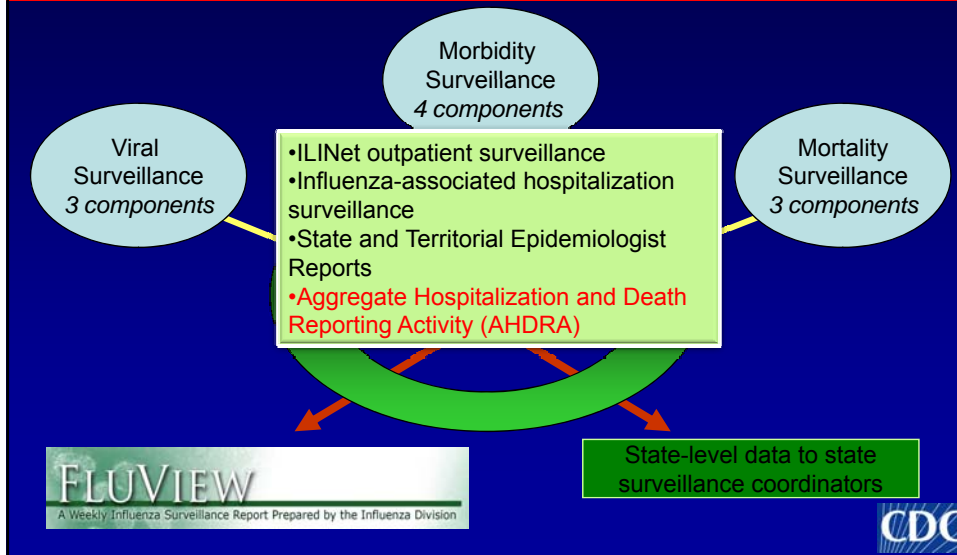 Morbidity
Surveillance
4 components
Viral
Surveillance
3 components
•ILINet outpatient surveillance
•Influenza-associated hospitalization
surveillance
•State and Territorial Epidemiologist
Reports
•Aggregate Hospitalization and Death
Reporting Activity (AHDRA)
Mortality
Surveillance
3 components
FLUVIEW
A Weekly Influenza Surveillance Report Prepared by the Influenza Division
State-level data to state
surveillance coordinators
CDC